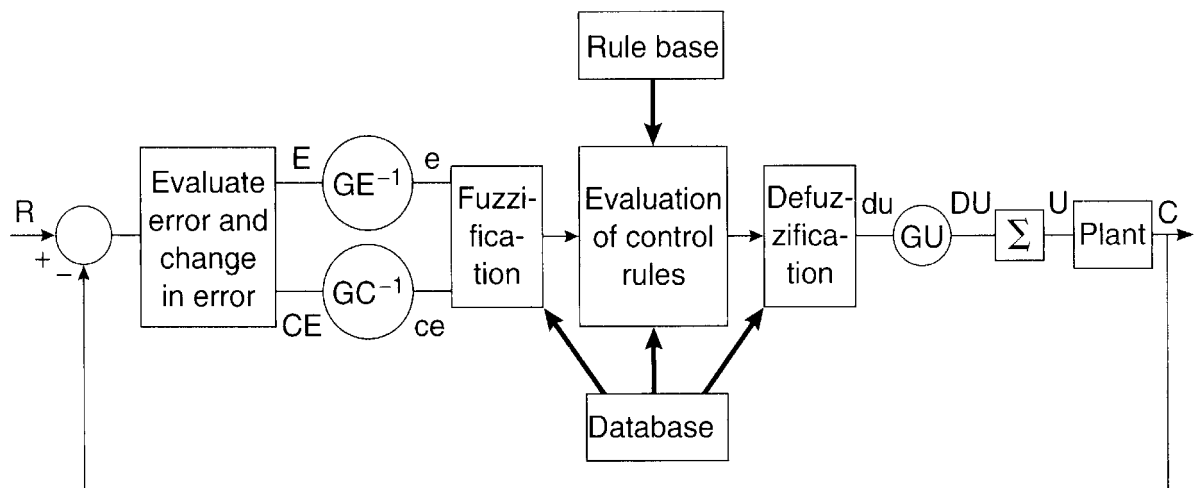 Rule base
R
+
−
Evaluate
error and
change
in error
E
GE⁻¹
e
CE
GC⁻¹
ce
Fuzzi-
fica-
tion
Evaluation
of control
rules
Defuz-
zifica-
tion
du
GU
DU
Σ
U
Plant
C
Database